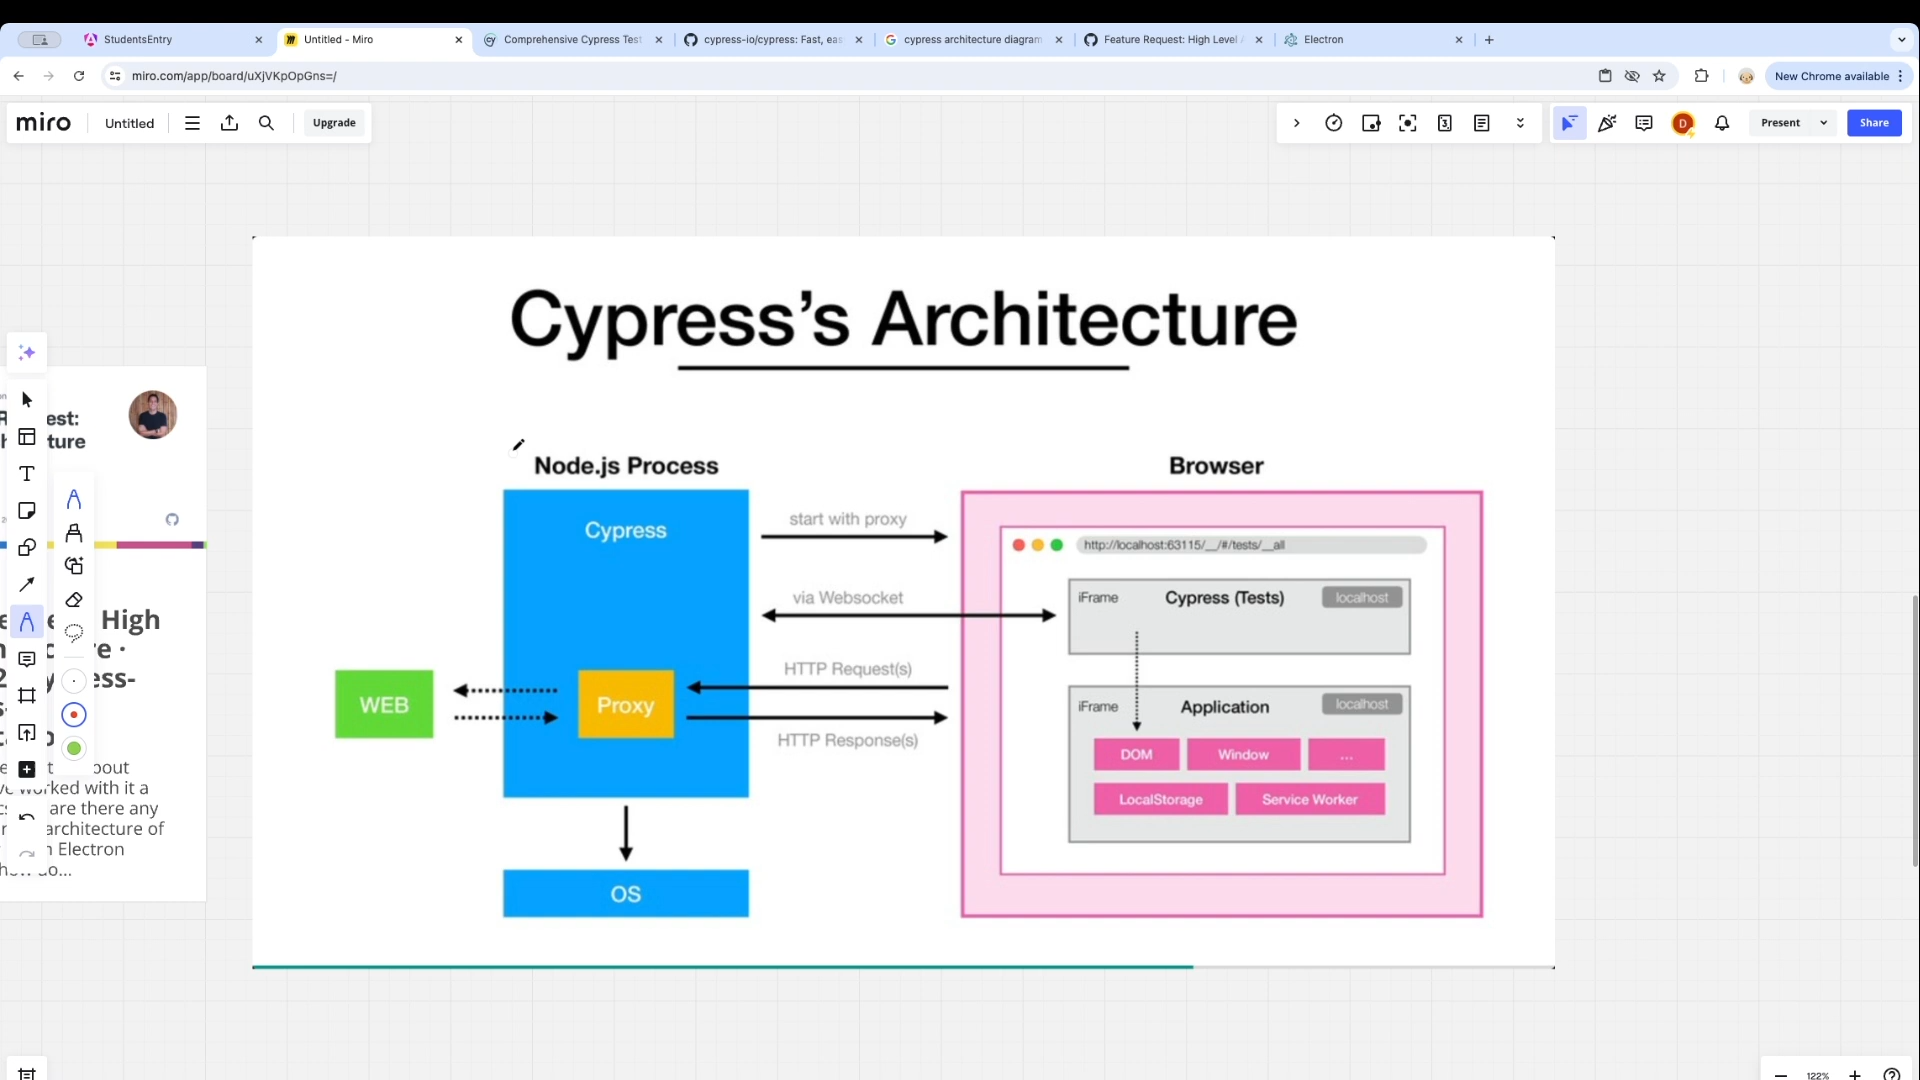 StudentsEntry
Untitled - Miro
Comprehensive Cypress Test
cypress-io/cypress: Fast, eas
cypress architecture diagram
Feature Request: High Level
Electron
miro.com/app/board/uXjVKpOpGns=/
New Chrome available
miro
Untitled
Upgrade
Present
Share
Cypress's Architecture
Node.js Process
Browser
Cypress
start with proxy
http://localhost:63115/__/#/tests/__all
via Websocket
iFrame
Cypress (Tests)
localhost
HTTP Request(s)
WEB
Proxy
iFrame
Application
localhost
HTTP Response(s)
DOM
Window
...
LocalStorage
Service Worker
OS
est:
ture
High
re ·
ess-
bout
worked with it a
are there any
architecture of
Electron
122%